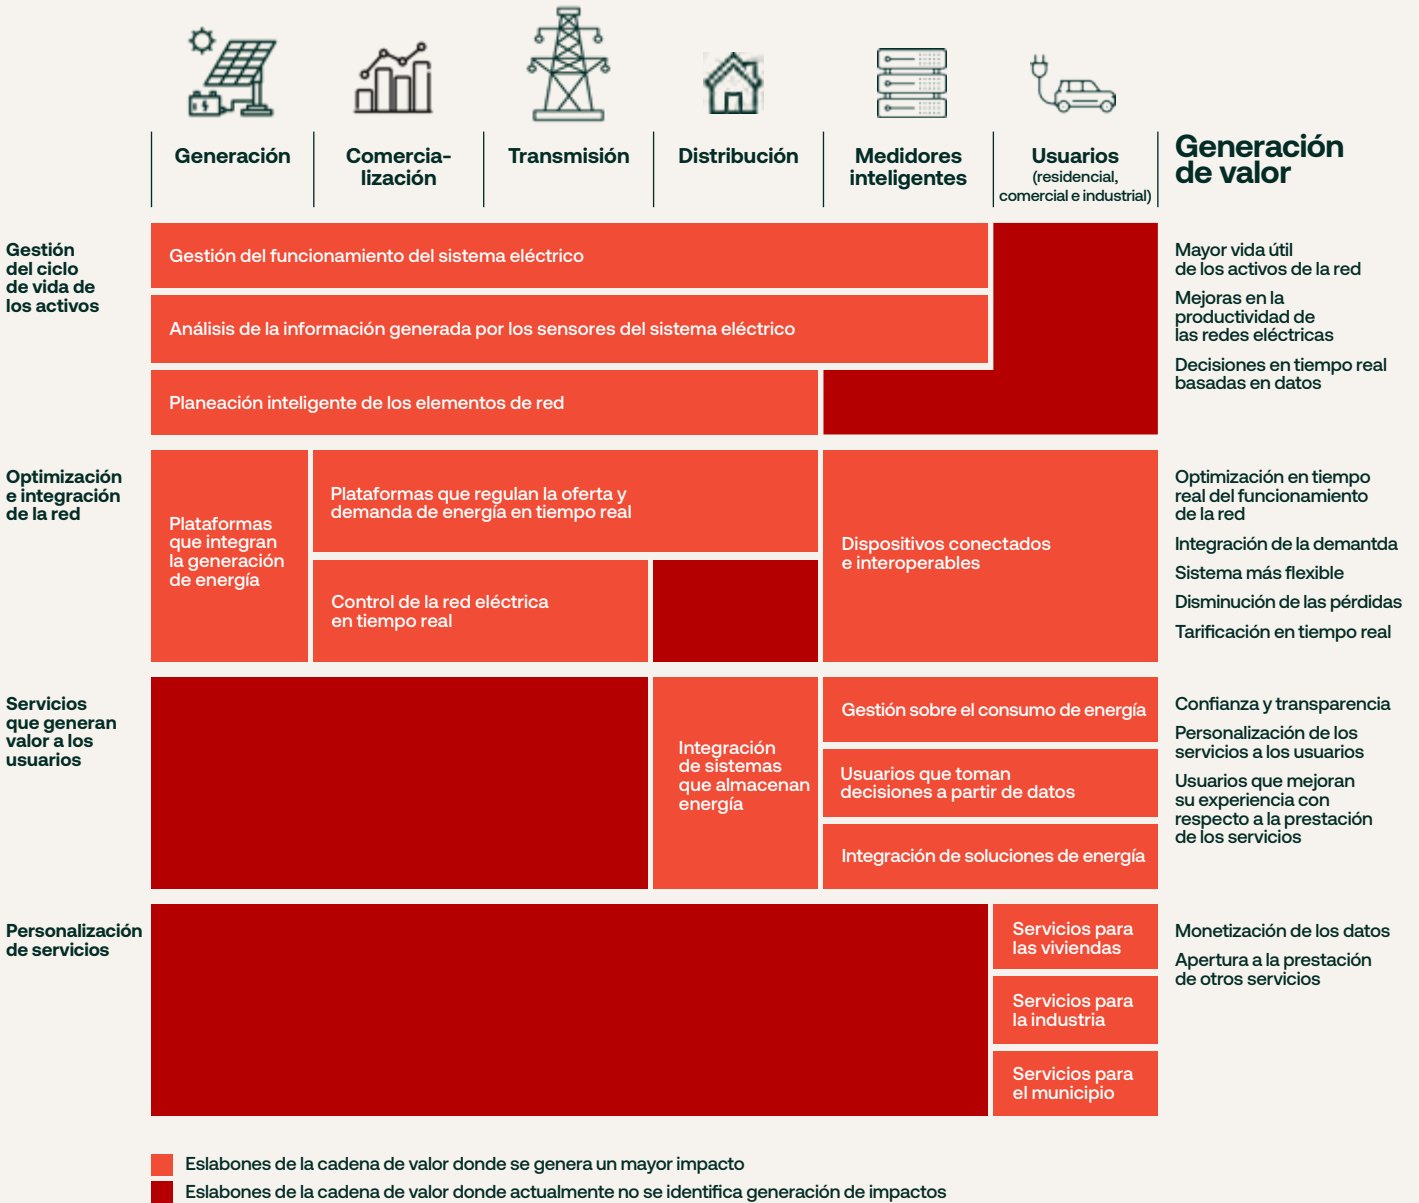 Generación
Comercia-
lización
Transmisión
Distribución
Medidores
inteligentes
Usuarios
(residencial,
comercial e industrial)
Generación
de valor
Gestión
del ciclo
de vida de
los activos
Gestión del funcionamiento del sistema eléctrico
Análisis de la información generada por los sensores del sistema eléctrico
Planeación inteligente de los elementos de red
Mayor vida útil
de los activos de la red
Mejoras en la
productividad de
las redes eléctricas
Decisiones en tiempo real
basadas en datos
Optimización
e integración
de la red
Plataformas
que integran
la generación
de energía
Plataformas que regulan la oferta y
demanda de energía en tiempo real
Control de la red eléctrica
en tiempo real
Dispositivos conectados
e interoperables
Optimización en tiempo
real del funcionamiento
de la red
Integración de la demantda
Sistema más flexible
Disminución de las pérdidas
Tarificación en tiempo real
Servicios
que generan
valor a los
usuarios
Integración
de sistemas
que almacenan
energía
Gestión sobre el consumo de energía
Usuarios que toman
decisiones a partir de datos
Integración de soluciones de energía
Confianza y transparencia
Personalización de los
servicios a los usuarios
Usuarios que mejoran
su experiencia con
respecto a la prestación
de los servicios
Personalización
de servicios
Servicios para
las viviendas
Servicios para
la industria
Servicios para
el municipio
Monetización de los datos
Apertura a la prestación
de otros servicios
Eslabones de la cadena de valor donde se genera un mayor impacto
Eslabones de la cadena de valor donde actualmente no se identifica generación de impactos